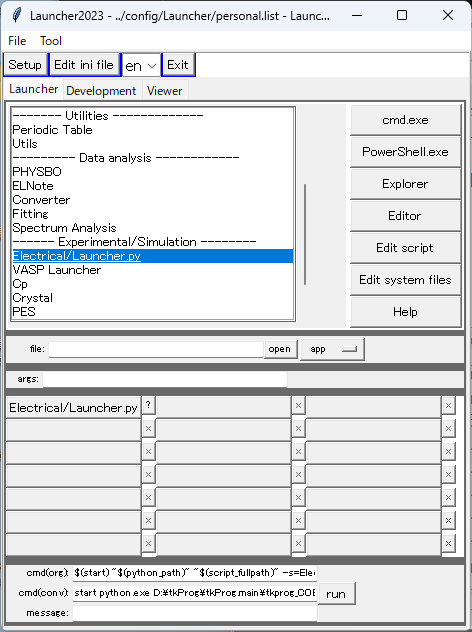 Launcher2023 - ../config/Launcher/personal.list - Launc...
File Tool
Setup Edit ini file en Exit
Launcher Development Viewer
------- Utilities -------------
Periodic Table
Utils
--------- Data analysis ------------
PHYSBO
ELNote
Converter
Fitting
Spectrum Analysis
------ Experimental/Simulation --------
Electrical/Launcher.py
VASP Launcher
Cp
Crystal
PES
cmd.exe
PowerShell.exe
Explorer
Editor
Edit script
Edit system files
Help
file: open app
args:
Electrical/Launcher.py ? × ×
× × ×
× × ×
× × ×
× × ×
× × ×
× × ×
cmd(org): $(start) "$(python_path)" "$(script_fullpath)" -s=Elec
cmd(conv): start python.exe D:¥tkProg¥tkProg.main¥tkprog_COE run
message: